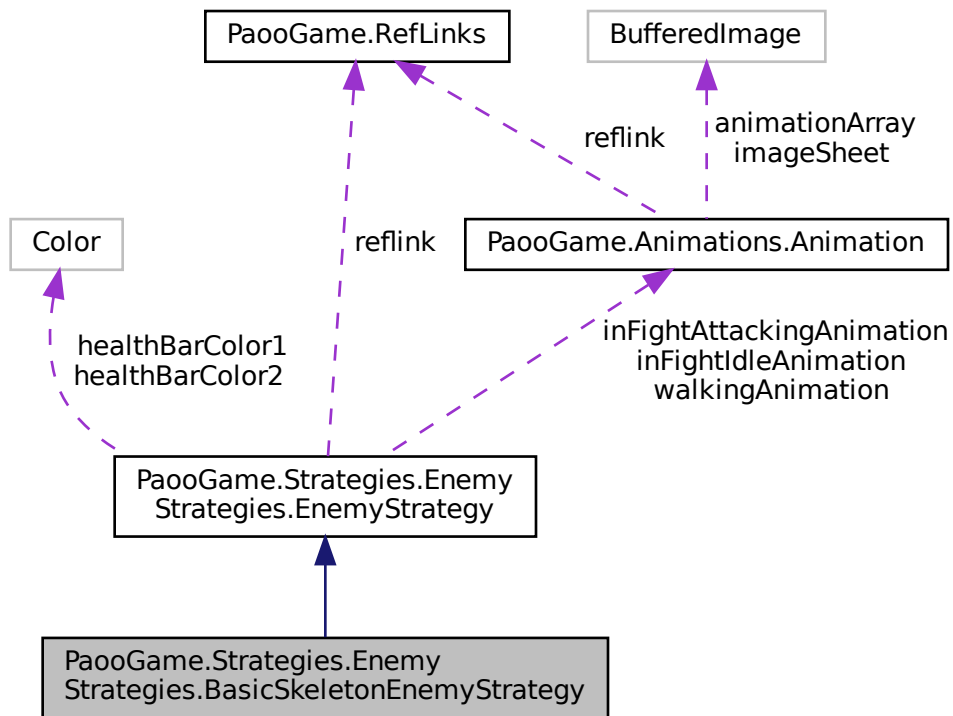 PaooGame.RefLinks
BufferedImage
animationArray
imageSheet
reflink
Color
reflink
PaooGame.Animations.Animation
healthBarColor1
healthBarColor2
inFightAttackingAnimation
inFightIdleAnimation
walkingAnimation
PaooGame.Strategies.Enemy
Strategies.EnemyStrategy
PaooGame.Strategies.Enemy
Strategies.BasicSkeletonEnemyStrategy